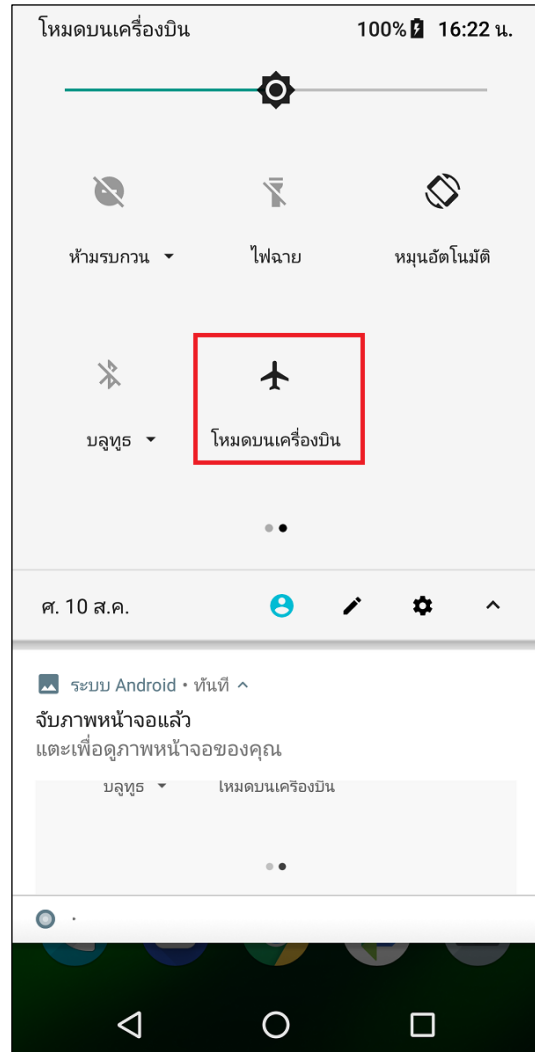 โหมดบนเครื่องบิน 100% 16:22 น.
ห้ามรบกวน ไฟฉาย หมุนอัตโนมัติ
บลูทูธ โหมดบนเครื่องบิน
ศ. 10 ส.ค.
ระบบ Android • ทันที
จับภาพหน้าจอแล้ว
แตะเพื่อดูภาพหน้าจอของคุณ
บลูทูธ โหมดบนเครื่องบิน